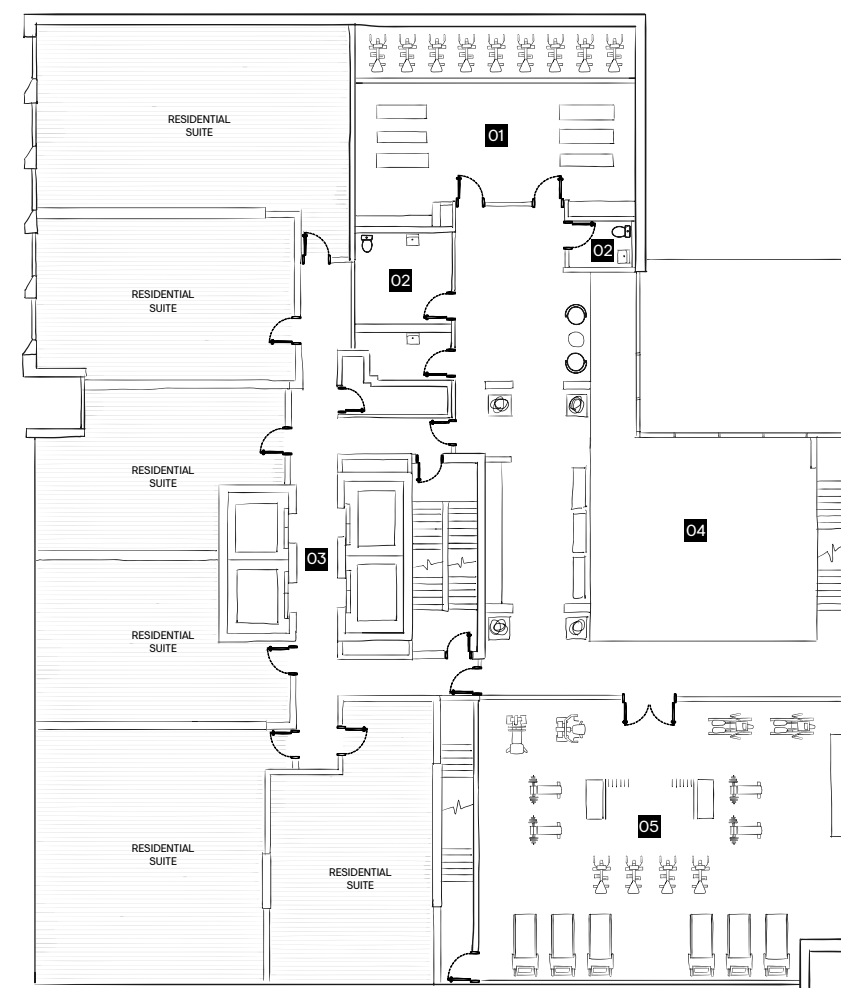 RESIDENTIAL
SUITE
01
02
02
RESIDENTIAL
SUITE
RESIDENTIAL
SUITE
04
03
RESIDENTIAL
SUITE
05
RESIDENTIAL
SUITE
RESIDENTIAL
SUITE